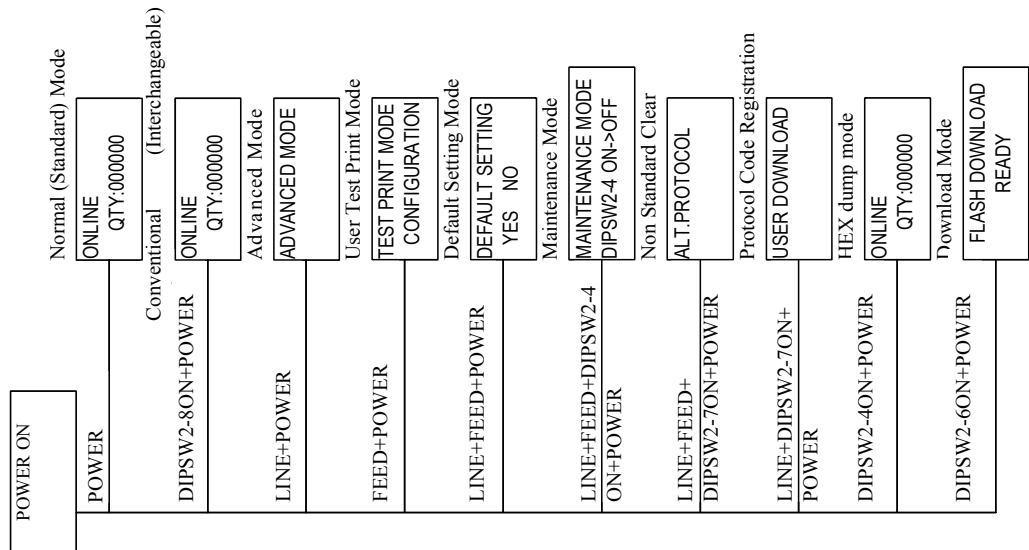 POWER ON
POWER
Normal (Standard) Mode
ONLINE
QTY:000000
DIPSW2-8ON+POWER
Conventional (Interchangeable)
ONLINE
QTY:000000
LINE+POWER
Advanced Mode
ADVANCED MODE
FEED+POWER
User Test Print Mode
TEST PRINT MODE
CONFIGURATION
LINE+FEED+POWER
Default Setting Mode
DEFAULT SETTING
YES NO
LINE+FEED+DIPSW2-4
ON+POWER
Maintenance Mode
MAINTENANCE MODE
DIPSW2-4 ON->OFF
LINE+FEED+
DIPSW2-7ON+POWER
Non Standard Clear
ALT.PROTOCOL
LINE+DIPSW2-7ON+
POWER
Protocol Code Registration
USER DOWNLOAD
DIPSW2-4ON+POWER
HEX dump mode
ONLINE
QTY:000000
DIPSW2-6ON+POWER
Download Mode
FLASH DOWNLOAD
READY